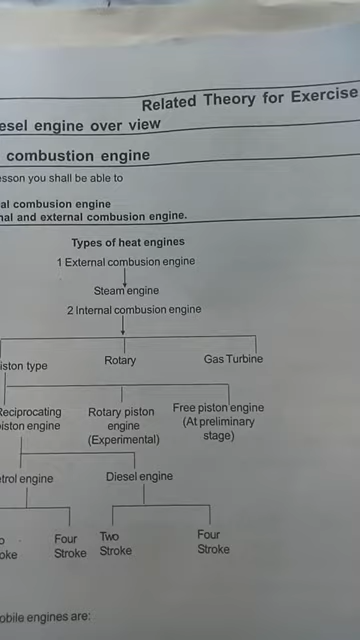 Related Theory for Exercise
esel engine over view
combustion engine
esson you shall be able to
al combustion engine
nal and external combustion engine.
Types of heat engines
1 External combusion engine
Steam engine
2 Internal combustion engine
iston type Rotary Gas Turbine
Reciprocating Rotary piston Free piston engine
iston engine engine (At preliminary
(Experimental) stage)
trol engine Diesel engine
o Four Two Four
oke Stroke Stroke Stroke
obile engines are: